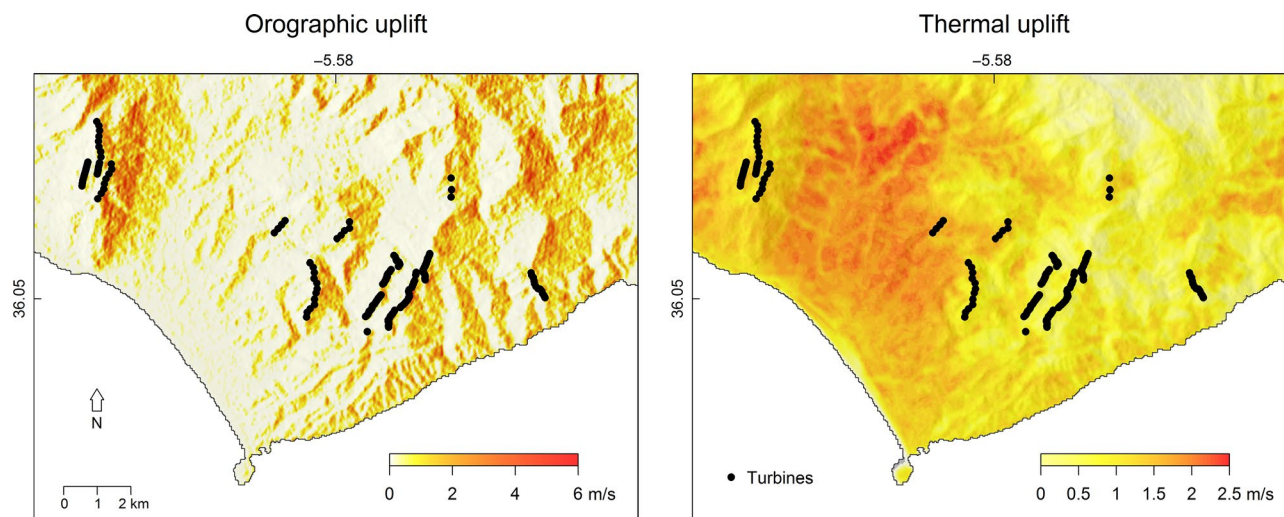 Orographic uplift
−5.58
36.05
N
0 1 2 km
0 2 4 6 m/s
Thermal uplift
−5.58
36.05
Turbines
0 0.5 1 1.5 2 2.5 m/s